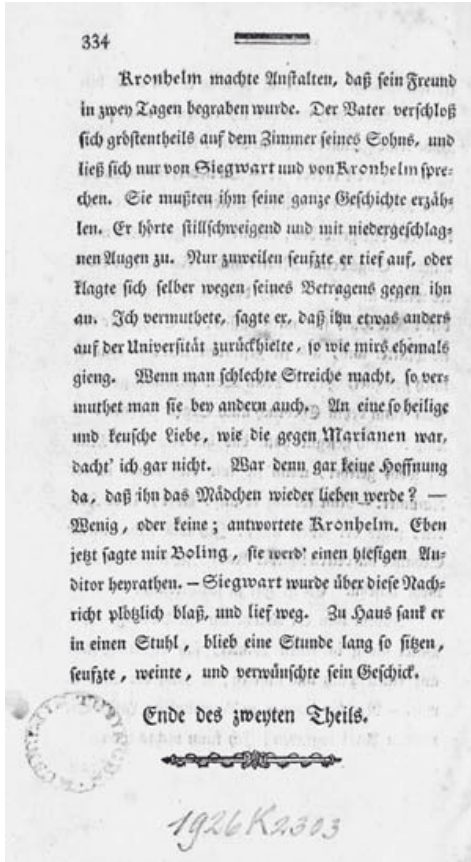 334
Kronhelm machte Anstalten, daß sein Freund
in zwey Tagen begraben wurde. Der Vater verschloß
sich gröstentheils auf dem Zimmer seines Sohns, und
ließ sich nur von Siegwart und von Kronhelm spre-
chen. Sie mußten ihm seine ganze Geschichte erzäh-
len. Er hörte stillschweigend und mit niedergeschlag-
nen Augen zu. Nur zuweilen seufzte er tief auf, oder
klagte sich selber wegen seines Betragens gegen ihn
an. Ich vermuthete, sagte er, daß ihn etwas anders
auf der Universität zurückhielte, so wie mirs ehemals
gieng. Wenn man schlechte Streiche macht, so ver-
muthet man sie bey andern auch. An eine so heilige
und keusche Liebe, wie die gegen Marianen war,
dacht' ich gar nicht. War denn gar keine Hoffnung
da, daß ihn das Mädchen wieder lieben werde? —
Wenig, oder keine; antwortete Kronhelm. Eben
jetzt sagte mir Boling, sie werd' einen hiesigen Au-
ditor heyrathen. — Siegwart wurde über diese Nach-
richt plötzlich blaß, und lief weg. Zu Haus sank er
in einen Stuhl, blieb eine Stunde lang so sitzen,
seufzte, weinte, und verwünschte sein Geschick.
Ende des zweyten Theils.
1926 K 2303